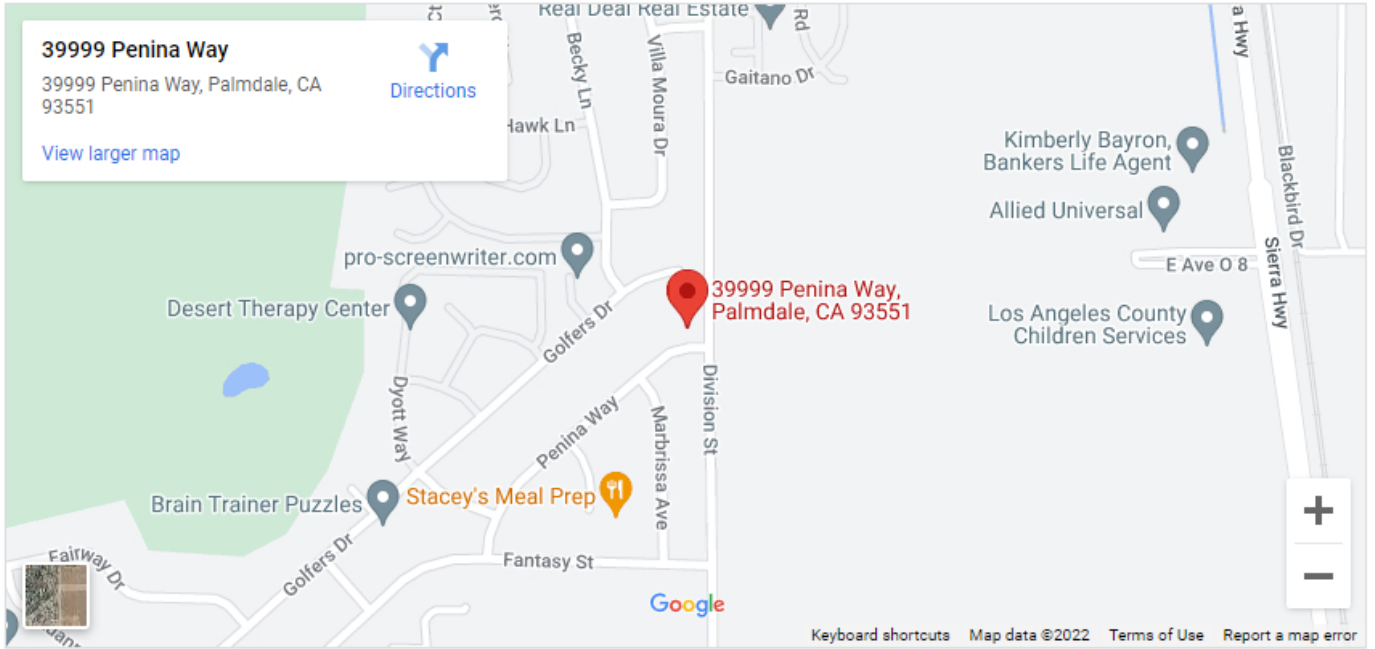 39999 Penina Way
39999 Penina Way, Palmdale, CA
93551
Directions
View larger map
Real Deal Real Estate
Ct
Becky Ln
Villa Moura Dr
Rd
Gaitano Dr
a Hwy
Hawk Ln
Kimberly Bayron,
Bankers Life Agent
Blackbird Dr
Allied Universal
pro-screenwriter.com
E Ave O 8
Sierra Hwy
39999 Penina Way,
Palmdale, CA 93551
Desert Therapy Center
Golfers Dr
Los Angeles County
Children Services
Dyott Way
Division St
Penina Way
Marbrissa Ave
Stacey's Meal Prep
Brain Trainer Puzzles
Golfers Dr
Fairway Dr
Fantasy St
Google
+
−
Keyboard shortcuts Map data ©2022 Terms of Use Report a map error